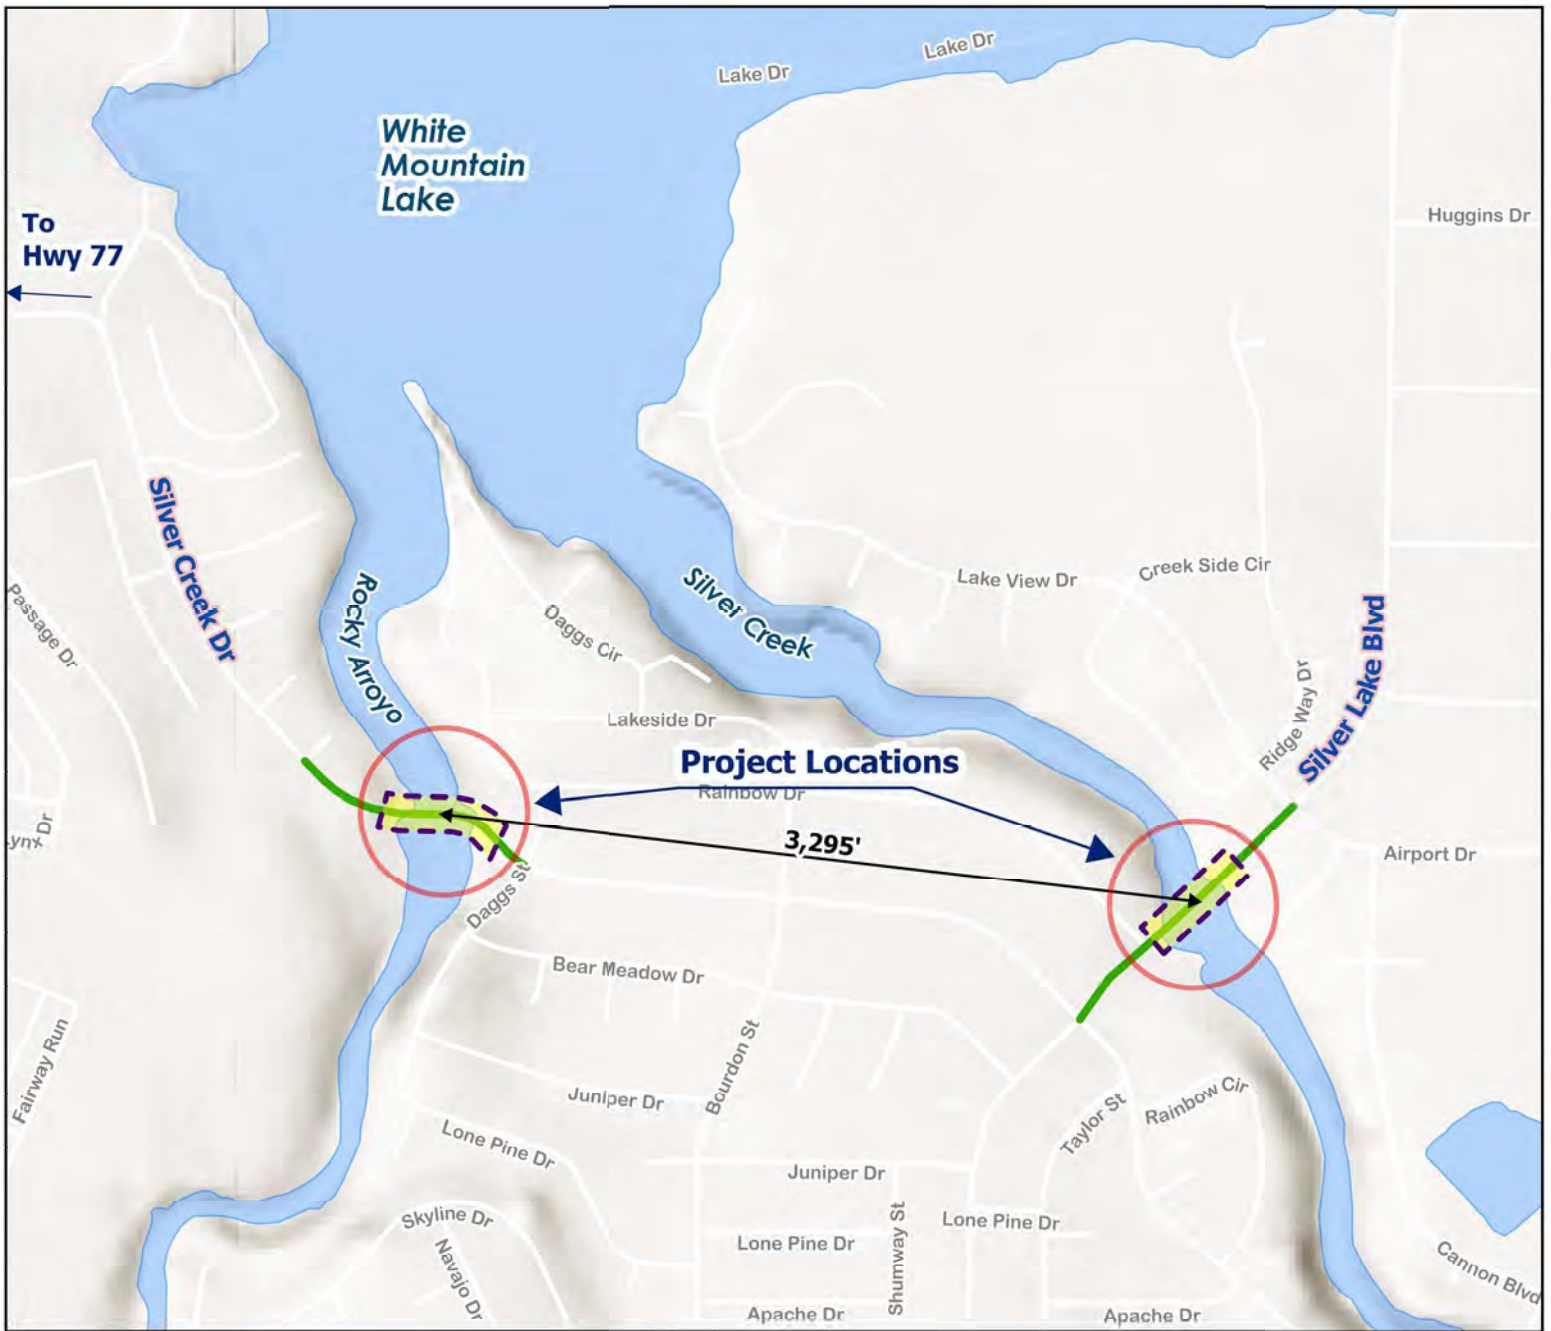 Lake Dr
Lake Dr
White
Mountain
Lake
To
Hwy 77
Huggins Dr
Silver Creek Dr
Rocky Arroyo
Silver Creek
Lake View Dr
Creek Side Cir
Passage Dr
Daggs Cir
Silver Lake Blvd
Ridge Way Dr
Lakeside Dr
Project Locations
Rainbow Dr
3,295'
Airport Dr
Daggs St
Bear Meadow Dr
Fairway Run
Juniper Dr
Bourdon St
Taylor St
Rainbow Cir
Lone Pine Dr
Juniper Dr
Skyline Dr
Navajo Dr
Shumway St
Lone Pine Dr
Lone Pine Dr
Cannon Blvd
Apache Dr
Apache Dr